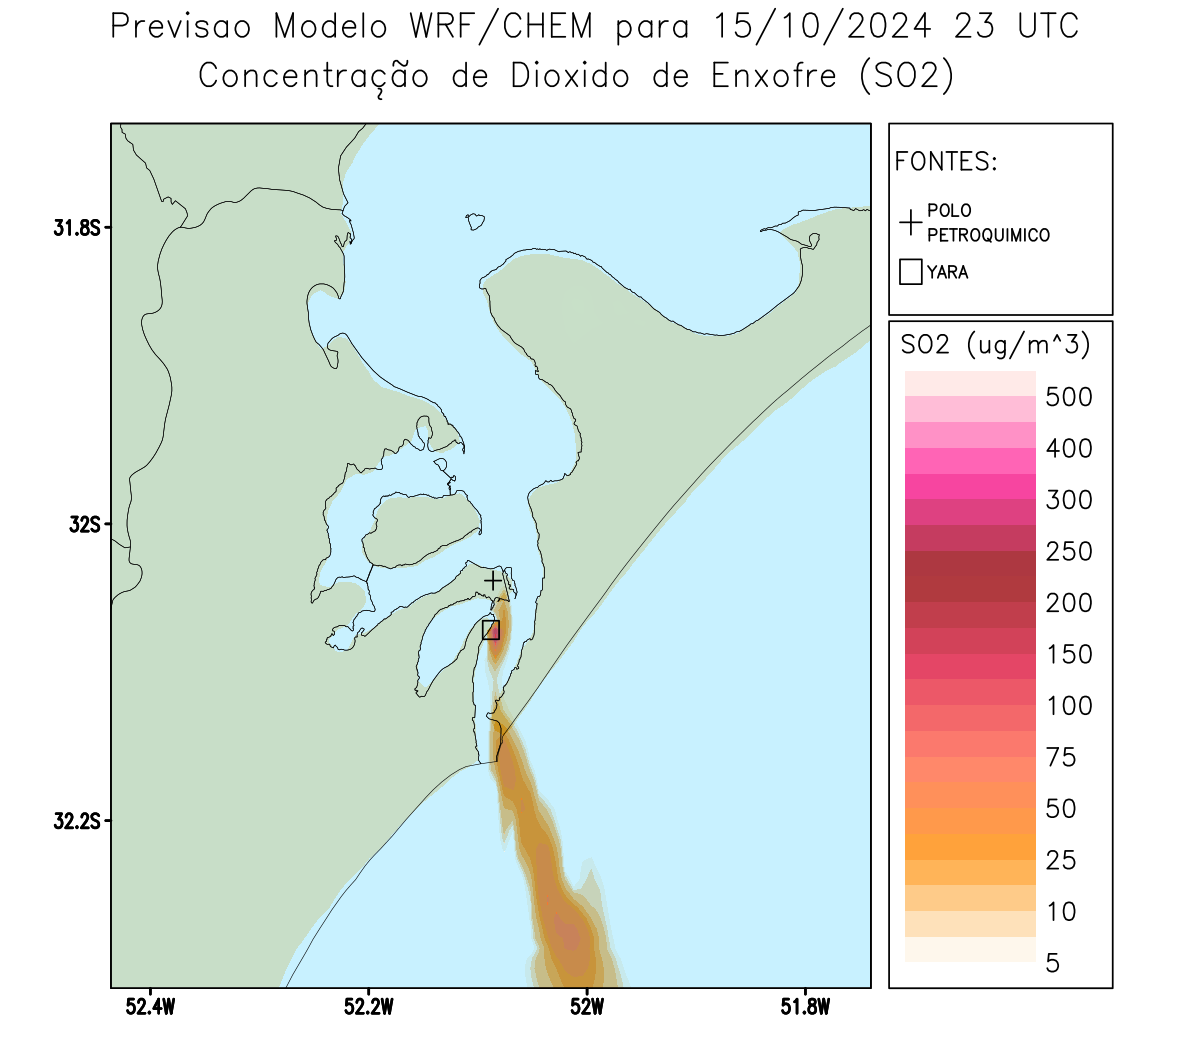 Previsao Modelo WRF/CHEM para 15/10/2024 23 UTC
Concentração de Dioxido de Enxofre (SO2)
FONTES:
POLO
PETROQUIMICO
YARA
31.8S
32S
32.2S
52.4W
52.2W
52W
51.8W
SO2 (ug/m^3)
500
400
300
250
200
150
100
75
50
25
10
5